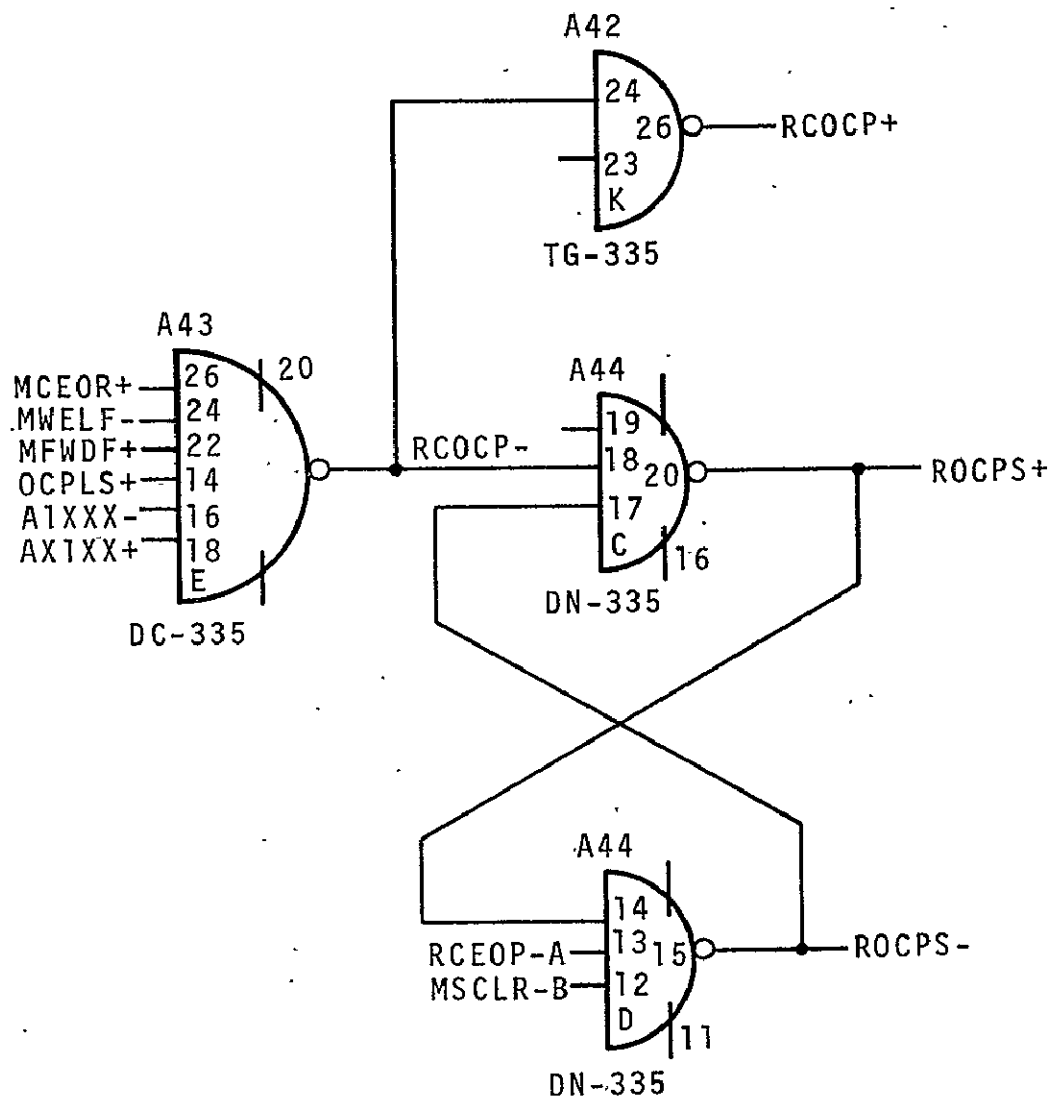 A42
24
26
RCOCP+
23
K
TG-335
A43
20
MCEOR+
26
MWELF-
24
MFWDF+
22
OCPLS+
14
A1XXX-
16
AX1XX+
18
E
DC-335
RCOCP-
A44
19
18
20
17
C
16
DN-335
ROCPS+
A44
14
RCEOP-A
13
15
MSCLR-B
12
D
11
DN-335
ROCPS-